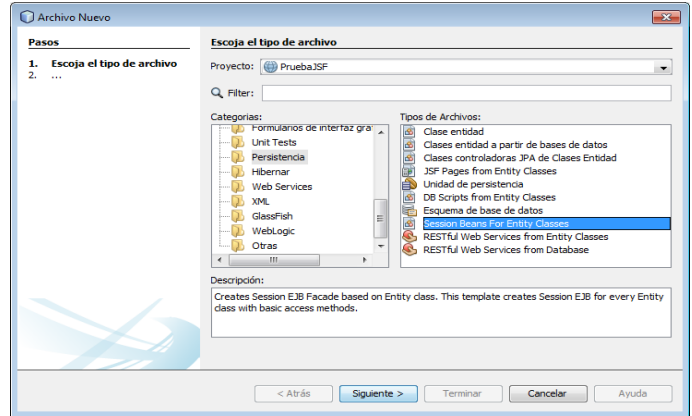 Archivo Nuevo
Pasos
1. Escoja el tipo de archivo
2. ...
Escoja el tipo de archivo
Proyecto: PruebaJSF
Filter:
Categorias:
Formularios de interfaz gráf
Unit Tests
Persistencia
Hibernar
Web Services
XML
GlassFish
WebLogic
Otras
Tipos de Archivos:
Clase entidad
Clases entidad a partir de bases de datos
Clases controladoras JPA de Clases Entidad
JSF Pages from Entity Classes
Unidad de persistencia
DB Scripts from Entity Classes
Esquema de base de datos
Session Beans For Entity Classes
RESTful Web Services from Entity Classes
RESTful Web Services from Database
Descripción:
Creates Session EJB Facade based on Entity class. This template creates Session EJB for every Entity
class with basic access methods.
< Atrás
Siguiente >
Terminar
Cancelar
Ayuda